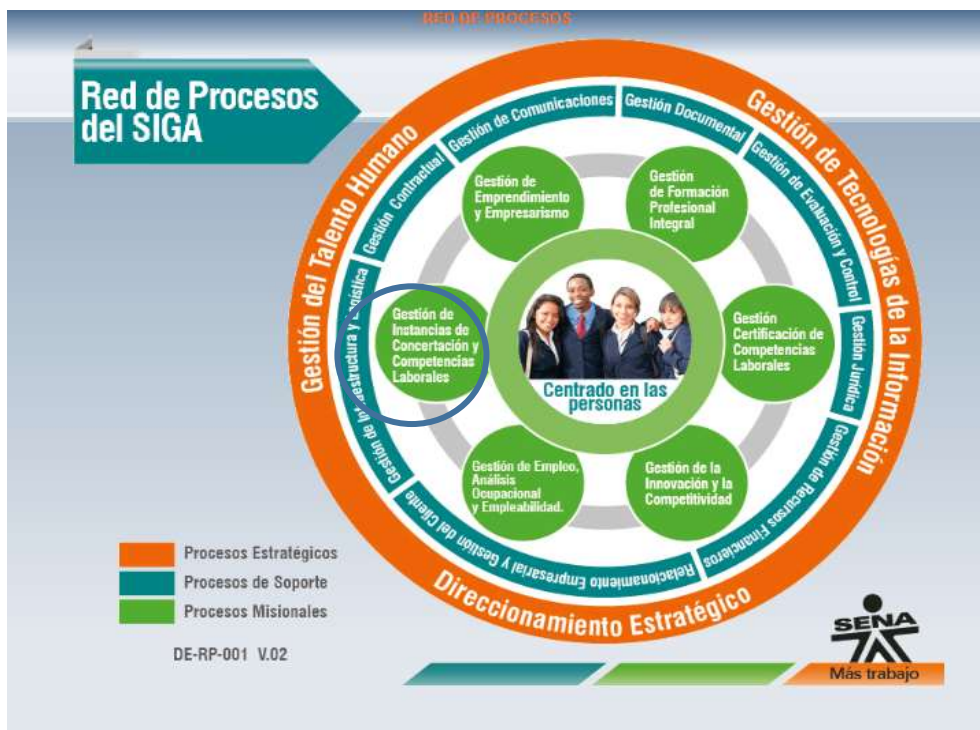 RED DE PROCESOS
Red de Procesos
del SIGA
Gestión del Talento Humano
Gestión de Tecnologías de la Información
Direccionamiento Estratégico
Gestión de Infraestructura y Logística
Gestión Contractual
Gestión de Comunicaciones
Gestión Documental
Gestión de Evaluación y Control
Gestión Jurídica
Gestión de Recursos Financieros
Relacionamiento Empresarial y Gestión del Cliente
Gestión de
Emprendimiento
y Empresarismo
Gestión
de Formación
Profesional
Integral
Gestión de
Instancias de
Concertación y
Competencias
Laborales
Gestión
Certificación de
Competencias
Laborales
Centrado en las
personas
Gestión de Empleo,
Análisis
Ocupacional
y Empleabilidad.
Gestión de la
Innovación y la
Competitividad
Procesos Estratégicos
Procesos de Soporte
Procesos Misionales
DE-RP-001 V.02
SENA
Más trabajo